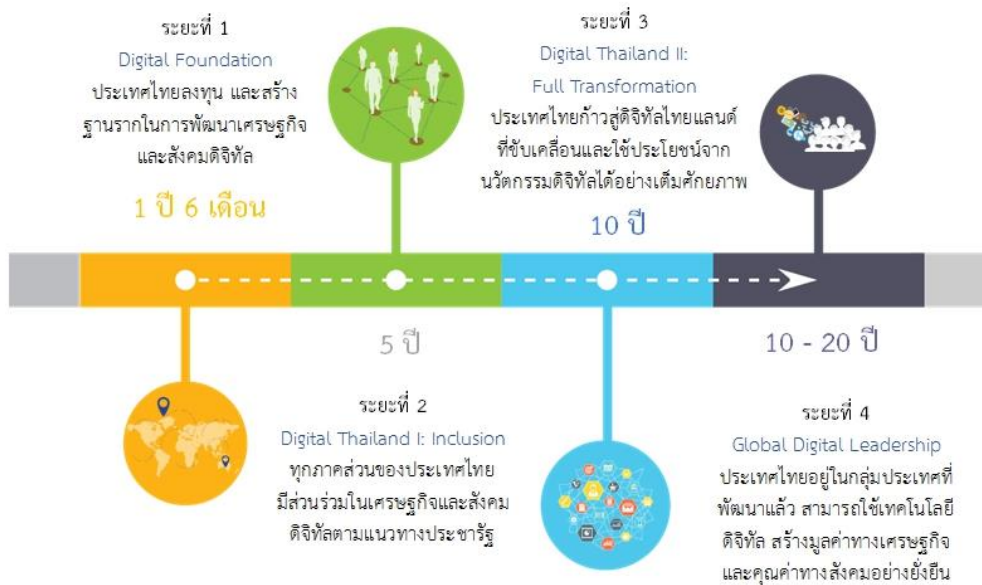 ระยะที่ 1
Digital Foundation
ประเทศไทยลงทุน และสร้าง
ฐานรากในการพัฒนาเศรษฐกิจ
และสังคมดิจิทัล
1 ปี 6 เดือน
5 ปี
ระยะที่ 2
Digital Thailand I: Inclusion
ทุกภาคส่วนของประเทศไทย
มีส่วนร่วมในเศรษฐกิจและสังคม
ดิจิทัลตามแนวทางประชารัฐ
ระยะที่ 3
Digital Thailand II:
Full Transformation
ประเทศไทยก้าวสู่ดิจิทัลไทยแลนด์
ที่ขับเคลื่อนและใช้ประโยชน์จาก
นวัตกรรมดิจิทัลได้อย่างเต็มศักยภาพ
10 ปี
10 - 20 ปี
ระยะที่ 4
Global Digital Leadership
ประเทศไทยอยู่ในกลุ่มประเทศที่
พัฒนาแล้ว สามารถใช้เทคโนโลยี
ดิจิทัล สร้างมูลค่าทางเศรษฐกิจ
และคุณค่าทางสังคมอย่างยั่งยืน